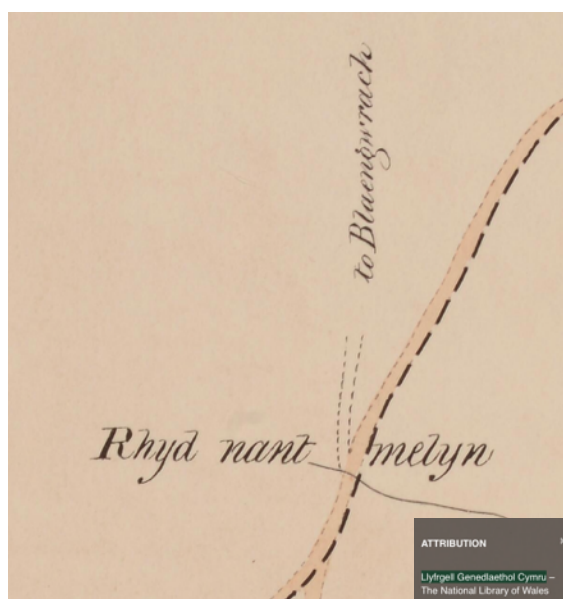 to Blaengwrach
Rhyd nant melyn
ATTRIBUTION
Llyfrgell Genedlaethol Cymru –
The National Library of Wales